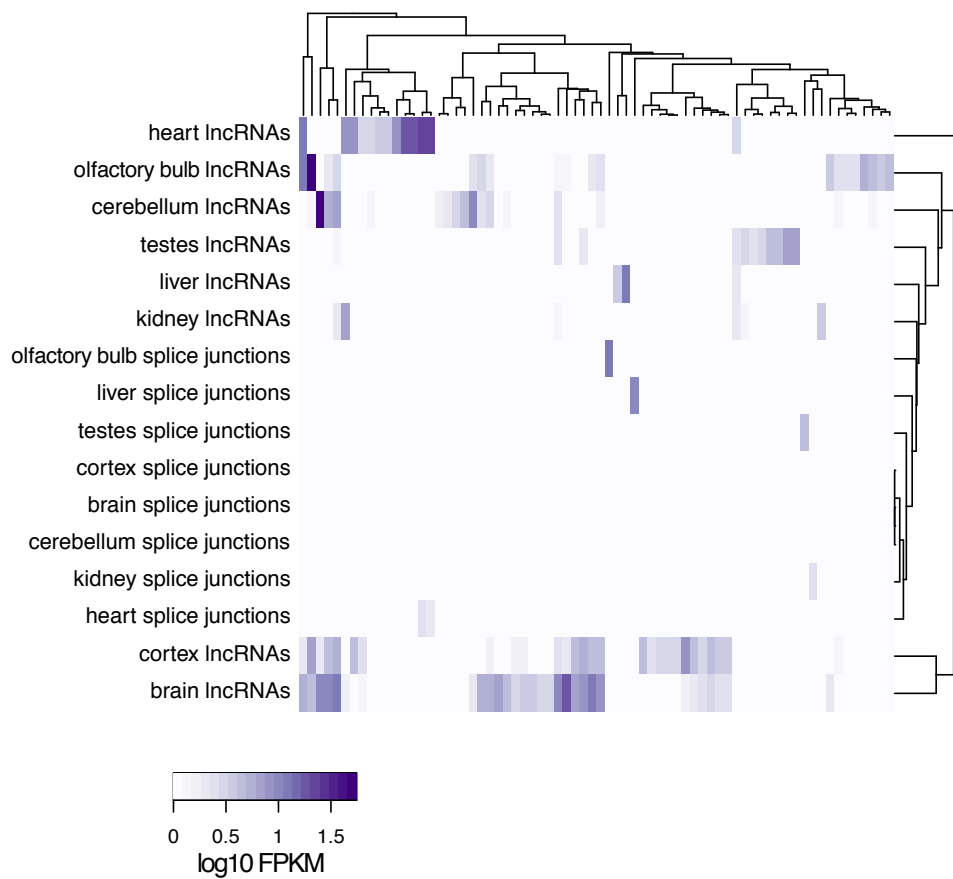 heart lncRNAs
olfactory bulb lncRNAs
cerebellum lncRNAs
testes lncRNAs
liver lncRNAs
kidney lncRNAs
olfactory bulb splice junctions
liver splice junctions
testes splice junctions
cortex splice junctions
brain splice junctions
cerebellum splice junctions
kidney splice junctions
heart splice junctions
cortex lncRNAs
brain lncRNAs
0 0.5 1 1.5
log10 FPKM